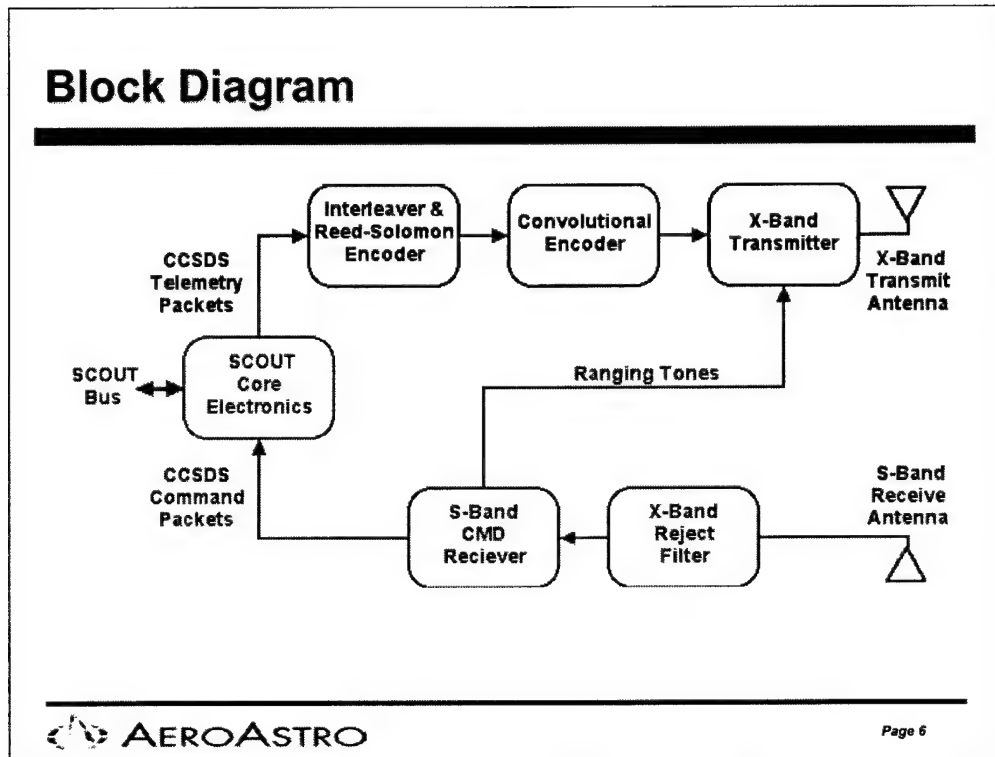 Block Diagram
Interleaver &
Reed-Solomon
Encoder
Convolutional
Encoder
X-Band
Transmitter
CCSDS
Telemetry
Packets
X-Band
Transmit
Antenna
SCOUT
Bus
SCOUT
Core
Electronics
Ranging Tones
CCSDS
Command
Packets
S-Band
CMD
Reciever
X-Band
Reject
Filter
S-Band
Receive
Antenna
AEROASTRO
Page 6